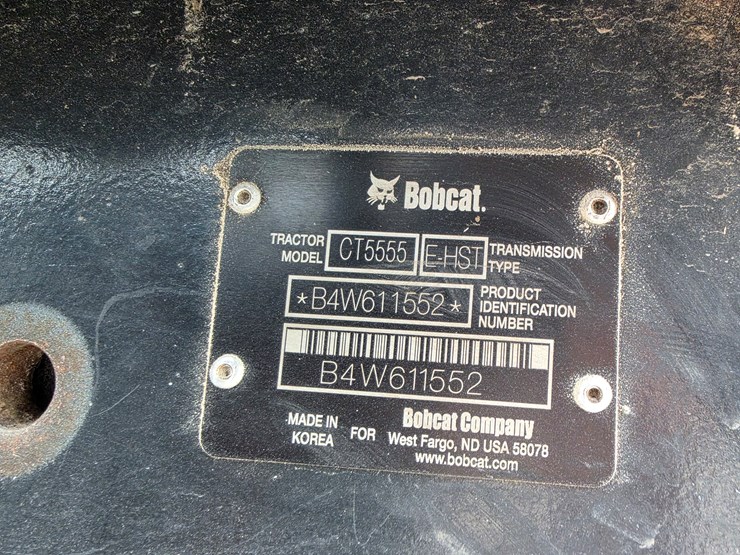 Bobcat.
TRACTOR MODEL CT5555 E-HST TRANSMISSION TYPE
*B4W611552* PRODUCT IDENTIFICATION NUMBER
B4W611552
MADE IN KOREA FOR Bobcat Company
West Fargo, ND USA 58078
www.bobcat.com